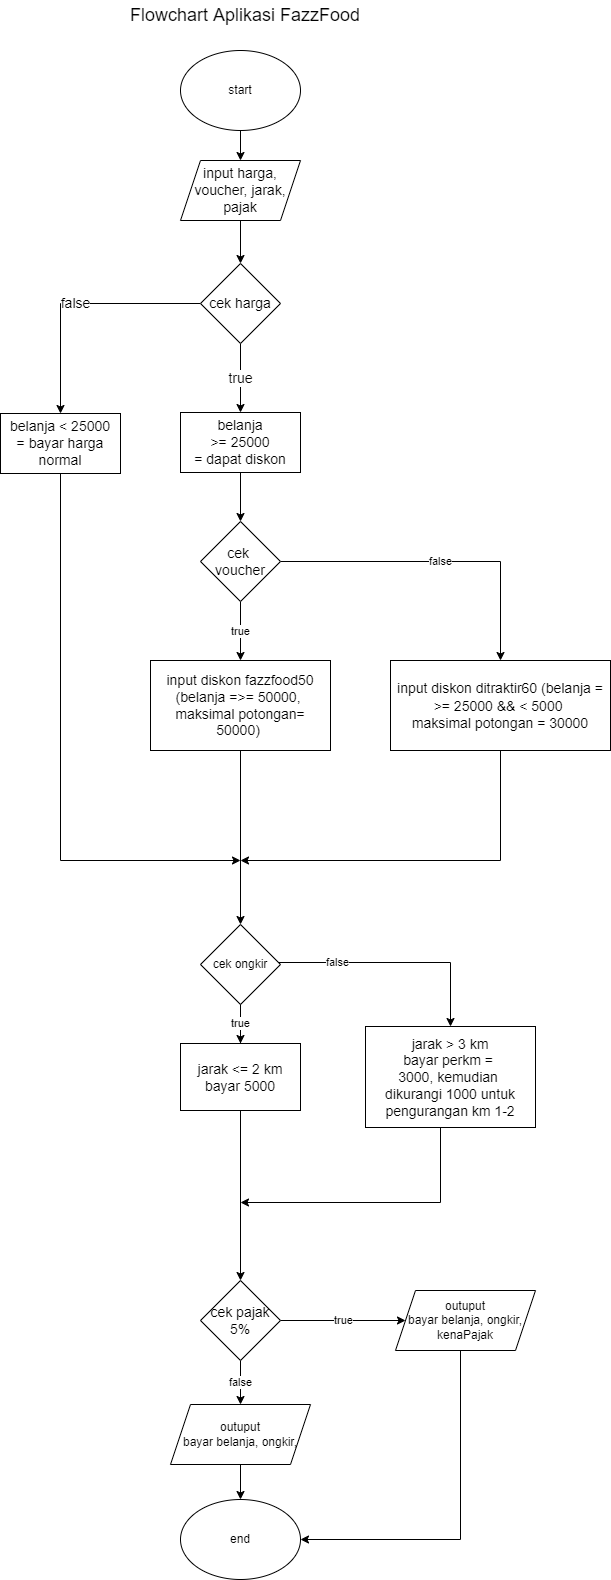 Flowchart Aplikasi FazzFood
start
input harga,
voucher, jarak,
pajak
cek harga
false
true
belanja < 25000
= bayar harga
normal
belanja
>= 25000
= dapat diskon
cek
voucher
false
true
input diskon fazzfood50
(belanja =>= 50000,
maksimal potongan=
50000)
input diskon ditraktir60 (belanja =
>= 25000 && < 5000
maksimal potongan = 30000
cek ongkir
false
true
jarak <= 2 km
bayar 5000
jarak > 3 km
bayar perkm =
3000, kemudian
dikurangi 1000 untuk
pengurangan km 1-2
cek pajak
5%
true
outuput
bayar belanja, ongkir,
kenaPajak
false
outuput
bayar belanja, ongkir,
end